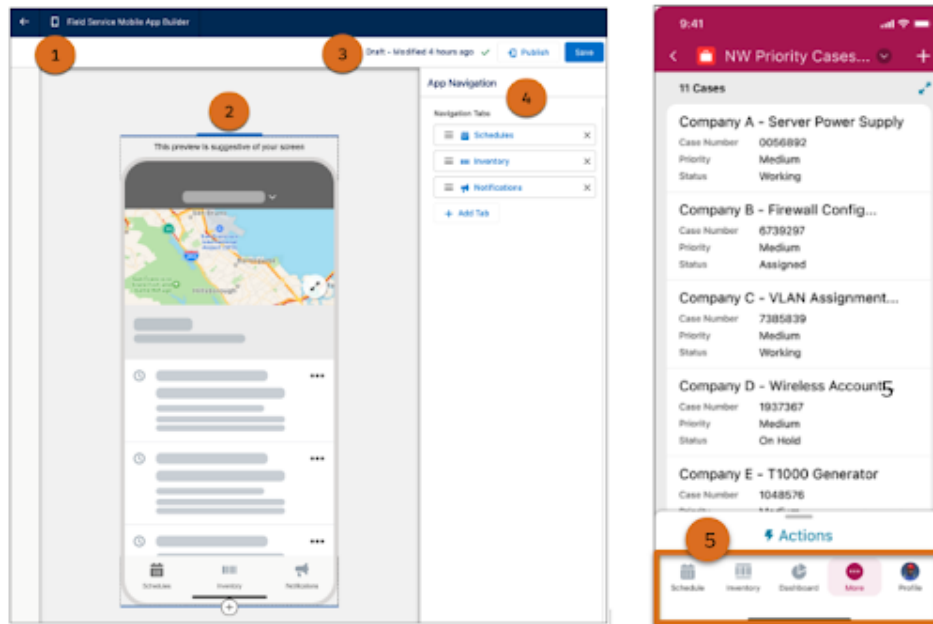 Field Service Mobile App Builder
1
3
Draft - Modified 4 hours ago
Publish
Save
2
App Navigation
4
This preview is suggestive of your screen
Navigation Tabs
Schedules
Inventory
Notifications
+ Add Tab
Schedules
Inventory
Notifications
9:41
NW Priority Cases...
11 Cases
Company A - Server Power Supply
Case Number 0056892
Priority Medium
Status Working
Company B - Firewall Config...
Case Number 6739297
Priority Medium
Status Assigned
Company C - VLAN Assignment...
Case Number 7385839
Priority Medium
Status Working
Company D - Wireless Account
5
Case Number 1937367
Priority Medium
Status On Hold
Company E - T1000 Generator
Case Number 1048576
Priority Medium
5
Actions
Schedule
Inventory
Dashboard
More
Profile